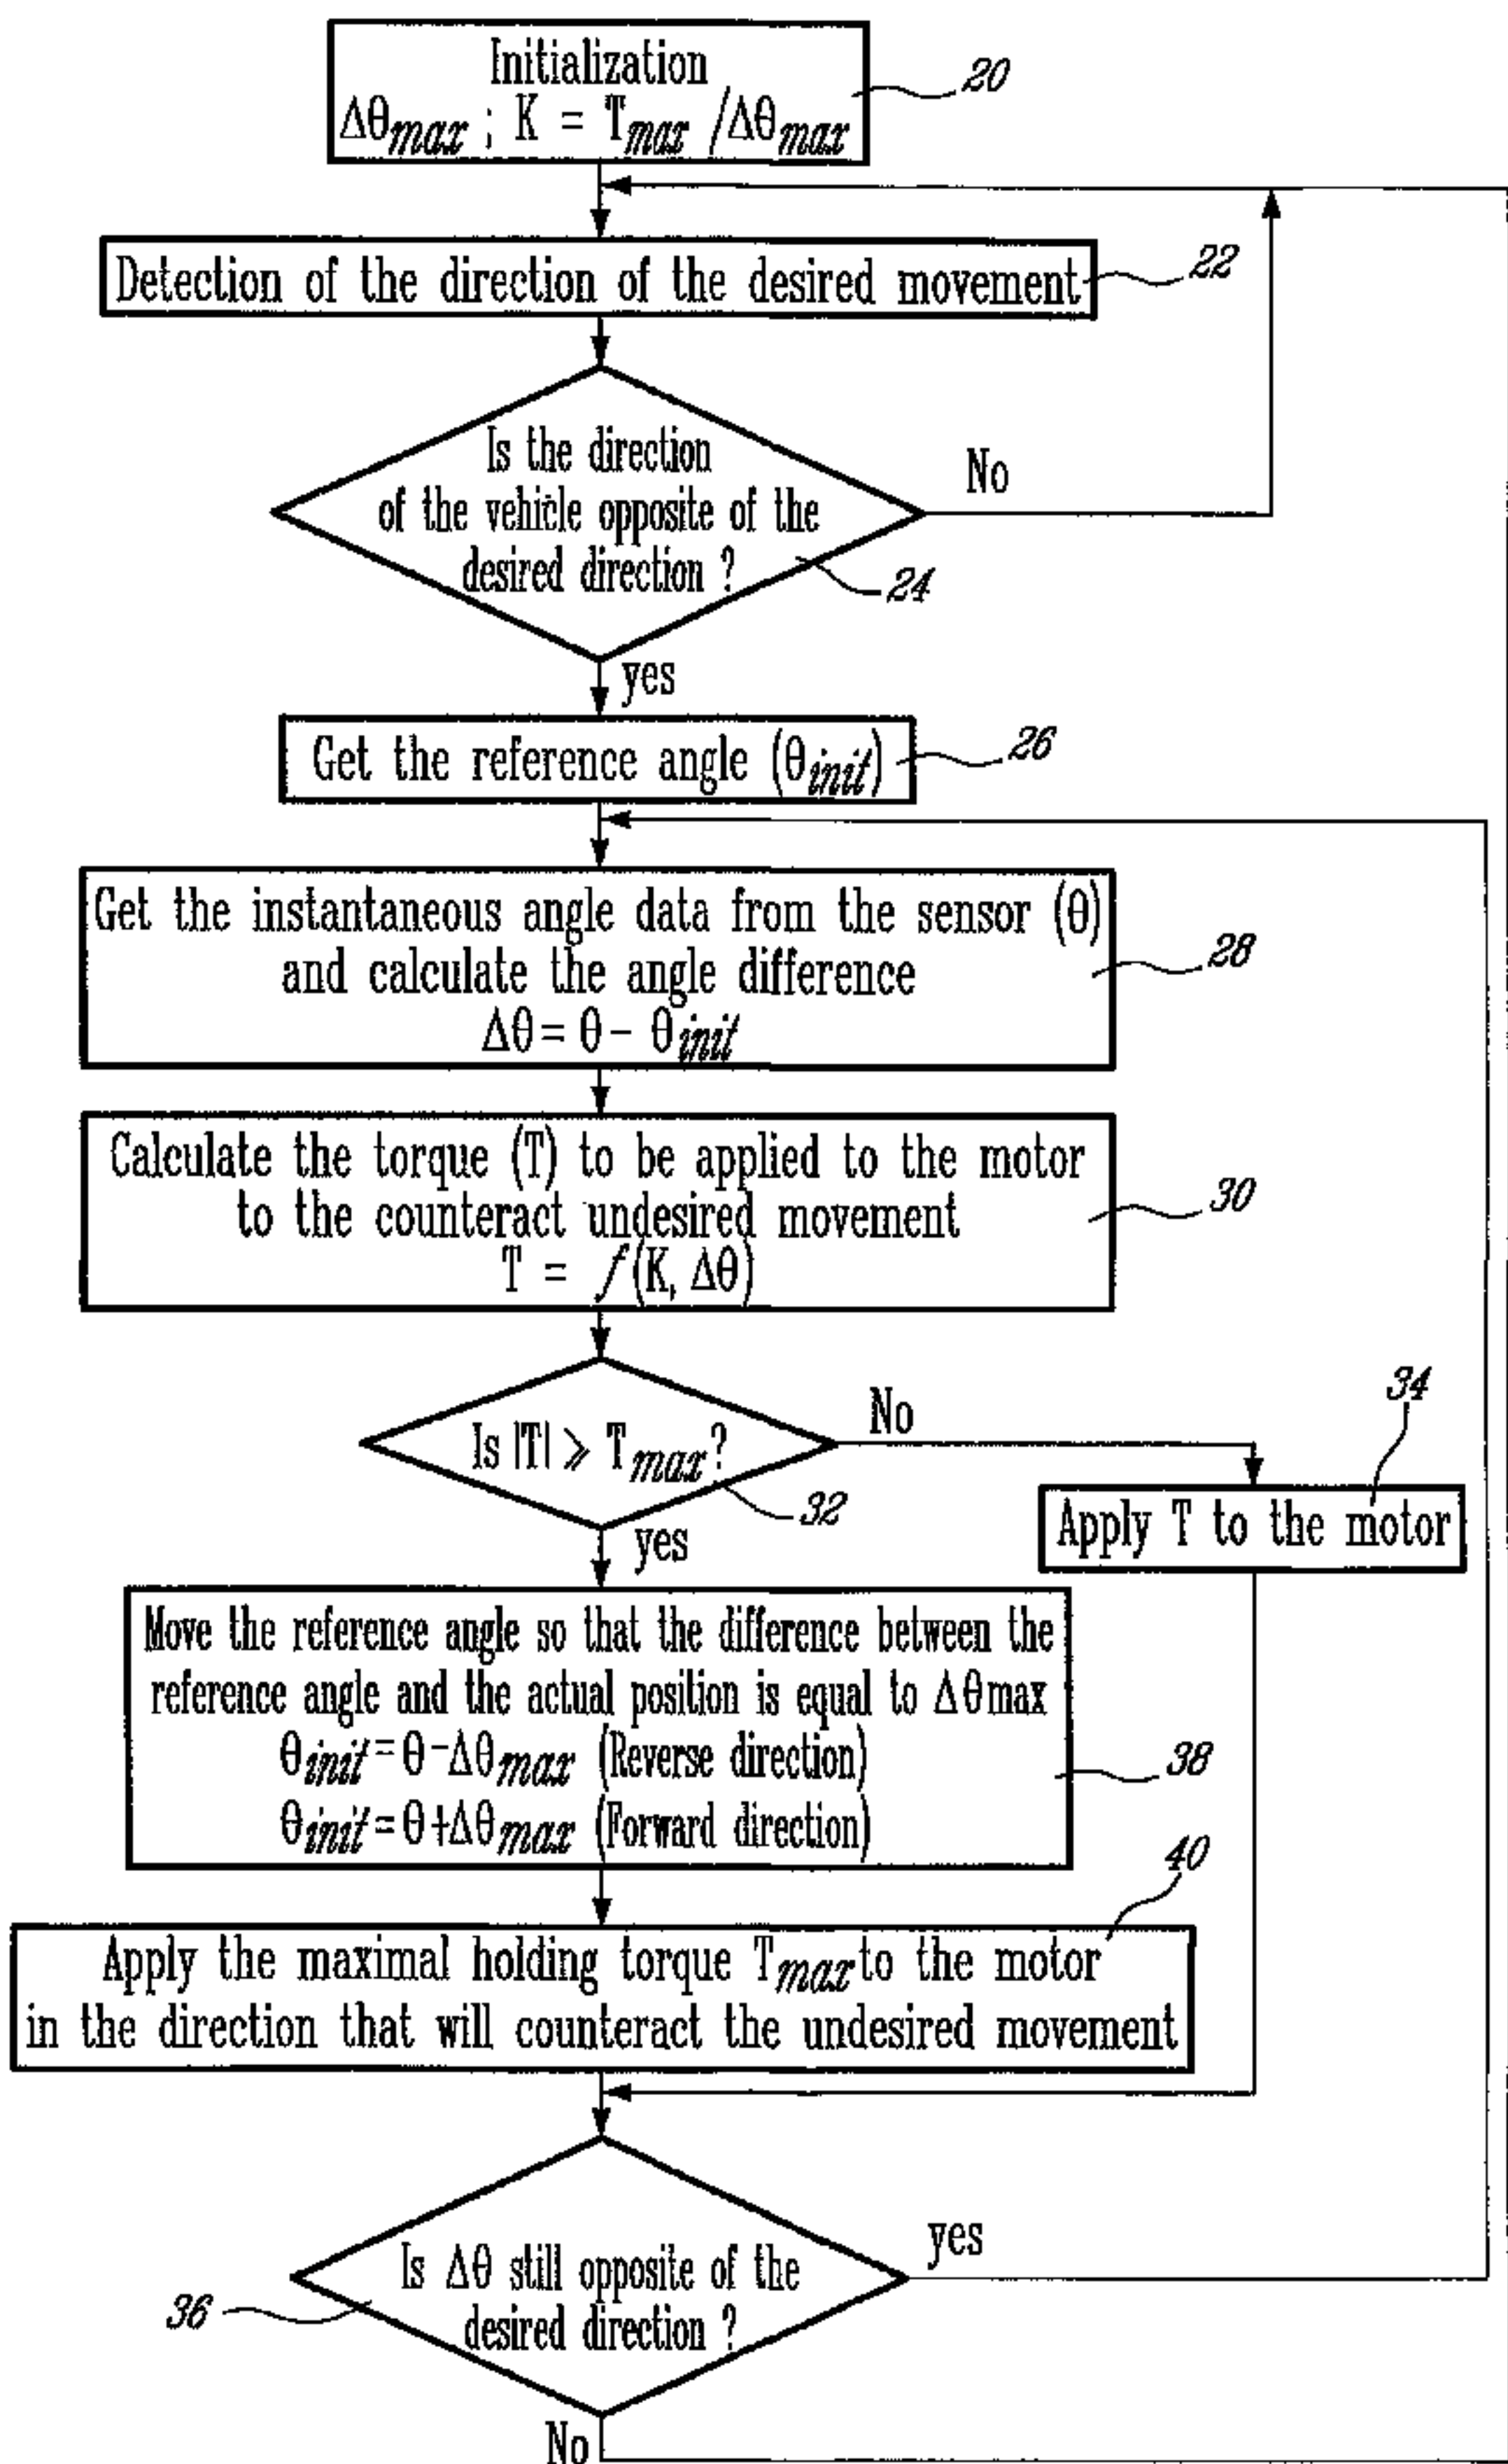 Initialization
Δθmax ; K = Tmax /Δθmax
20
Detection of the direction of the desired movement
22
Is the direction
of the vehicle opposite of the
desired direction ?
No
24
yes
Get the reference angle (θinit)
26
Get the instantaneous angle data from the sensor (θ)
and calculate the angle difference
Δθ = θ - θinit
28
Calculate the torque (T) to be applied to the motor
to the counteract undesired movement
T = f(K, Δθ)
30
Is |T| ⩾ Tmax?
No
32
yes
34
Apply T to the motor
Move the reference angle so that the difference between the
reference angle and the actual position is equal to Δθmax
θinit = θ-Δθmax (Reverse direction)
θinit = θ+Δθmax (Forward direction)
38
40
Apply the maximal holding torque Tmax to the motor
in the direction that will counteract the undesired movement
Is Δθ still opposite of the
desired direction ?
yes
36
No